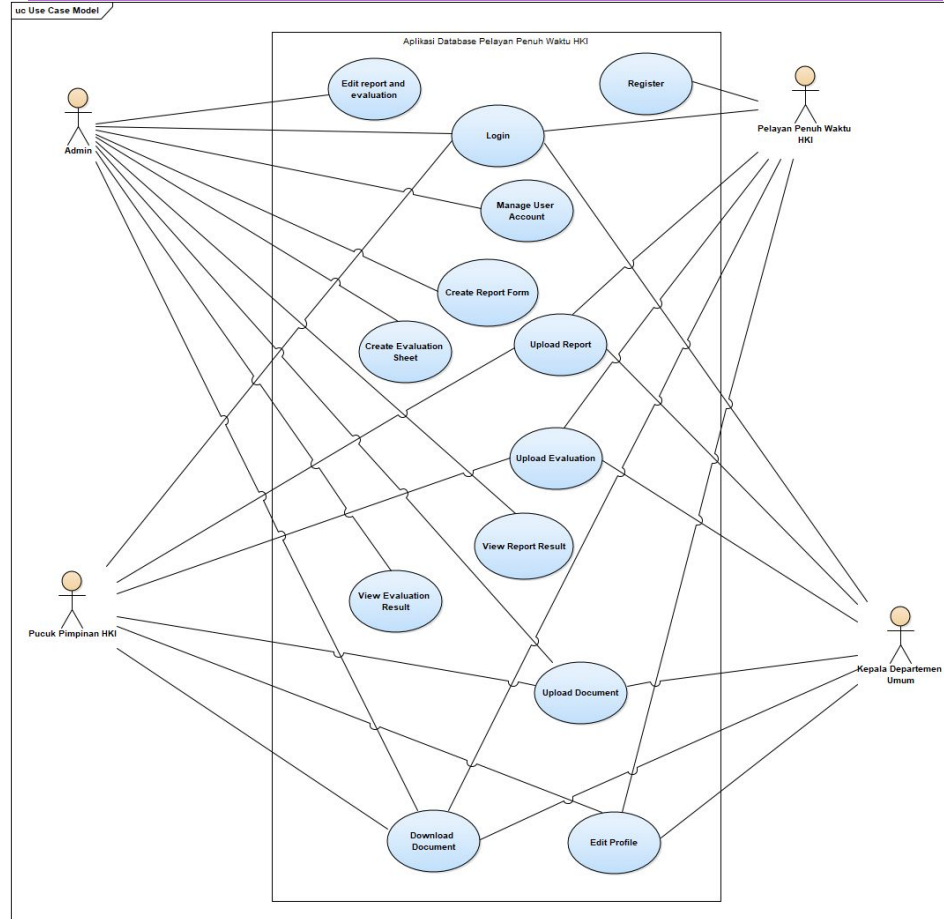 uc Use Case Model
Aplikasi Database Pelayan Penuh Waktu HKI
Edit report and
evaluation
Register
Admin
Login
Pelayan Penuh Waktu
HKI
Manage User
Account
Create Report Form
Create Evaluation
Sheet
Upload Report
Upload Evaluation
View Report Result
View Evaluation
Result
Pucuk Pimpinan HKI
Kepala Departemen
Umum
Upload Document
Download
Document
Edit Profile